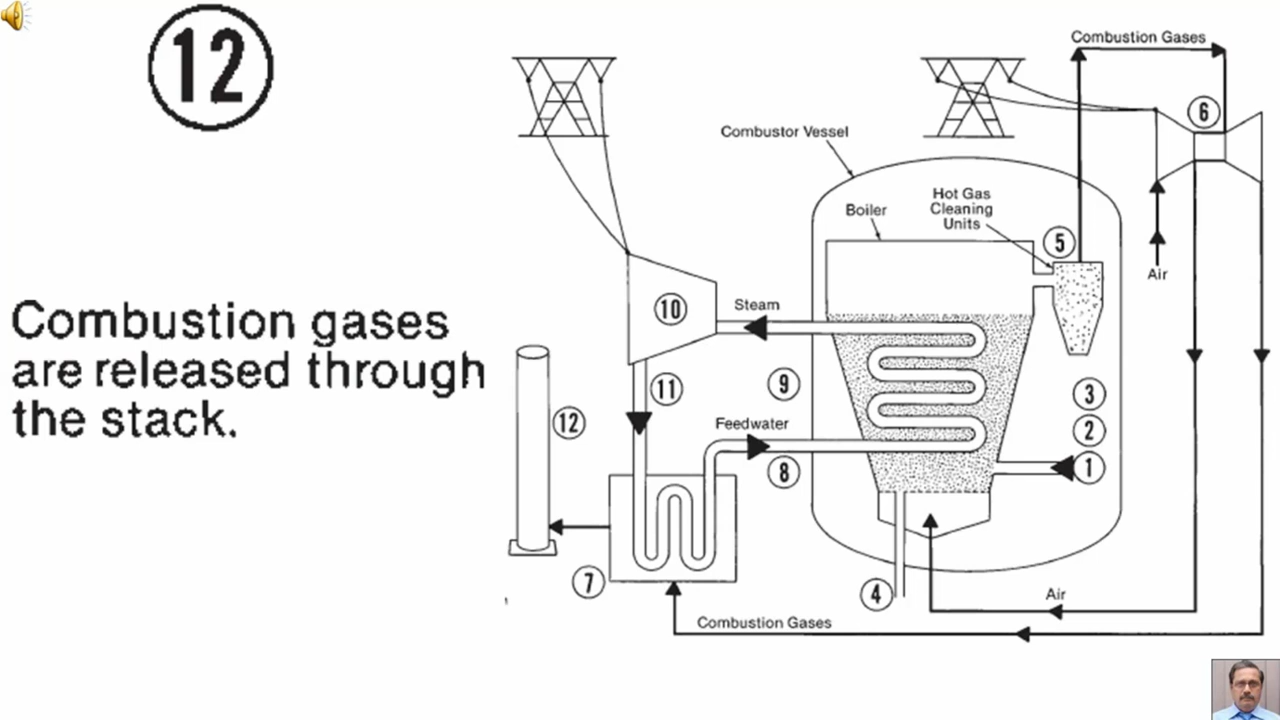 12
Combustion gases
are released through
the stack.
Combustion Gases
6
Combustor Vessel
Hot Gas
Cleaning
Units
Boiler
5
Air
10
Steam
11
9
3
12
Feedwater
2
8
1
7
4
Air
Combustion Gases